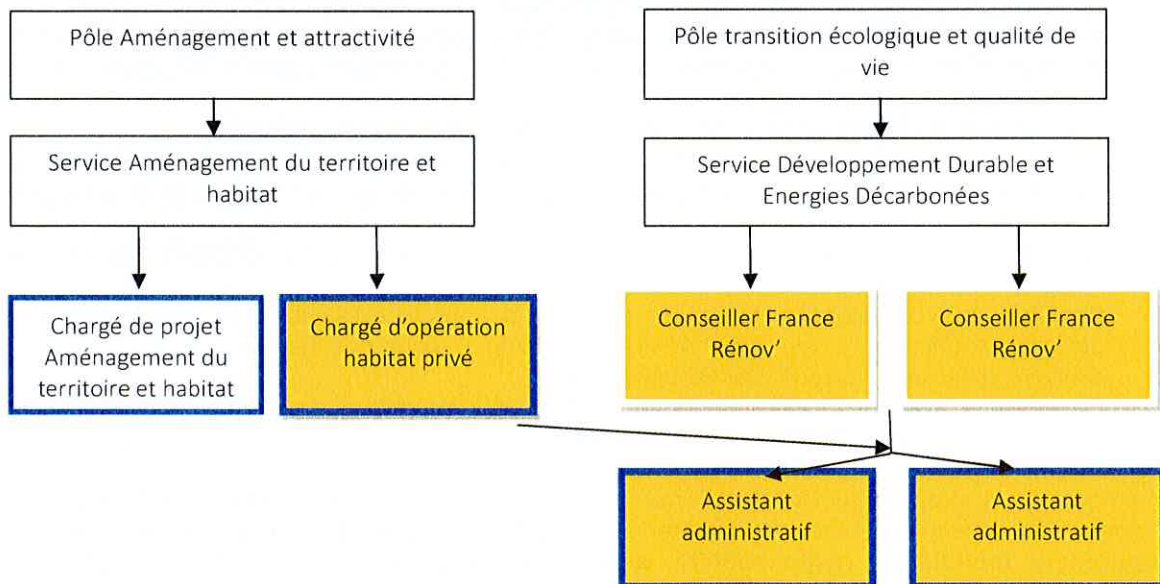 Pôle Aménagement et attractivité
Pôle transition écologique et qualité de
vie
Service Aménagement du territoire et
habitat
Service Développement Durable et
Energies Décarbonées
Chargé de projet
Aménagement du
territoire et habitat
Chargé d’opération
habitat privé
Conseiller France
Rénov’
Conseiller France
Rénov’
Assistant
administratif
Assistant
administratif